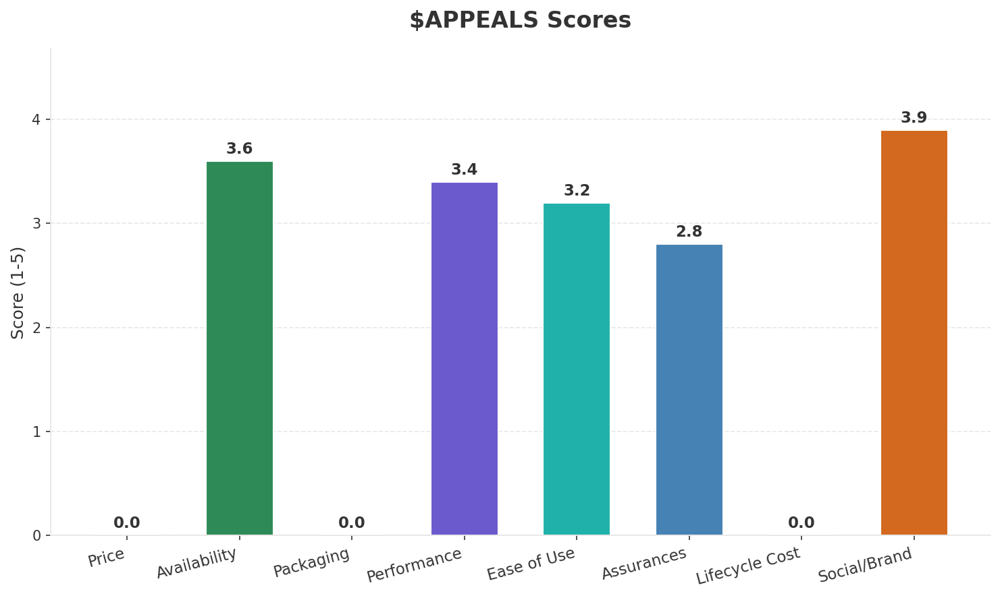 $APPEALS Scores
Score (1-5)
4
3
2
1
0
0.0
3.6
0.0
3.4
3.2
2.8
0.0
3.9
Price
Availability
Packaging
Performance
Ease of Use
Assurances
Lifecycle Cost
Social/Brand